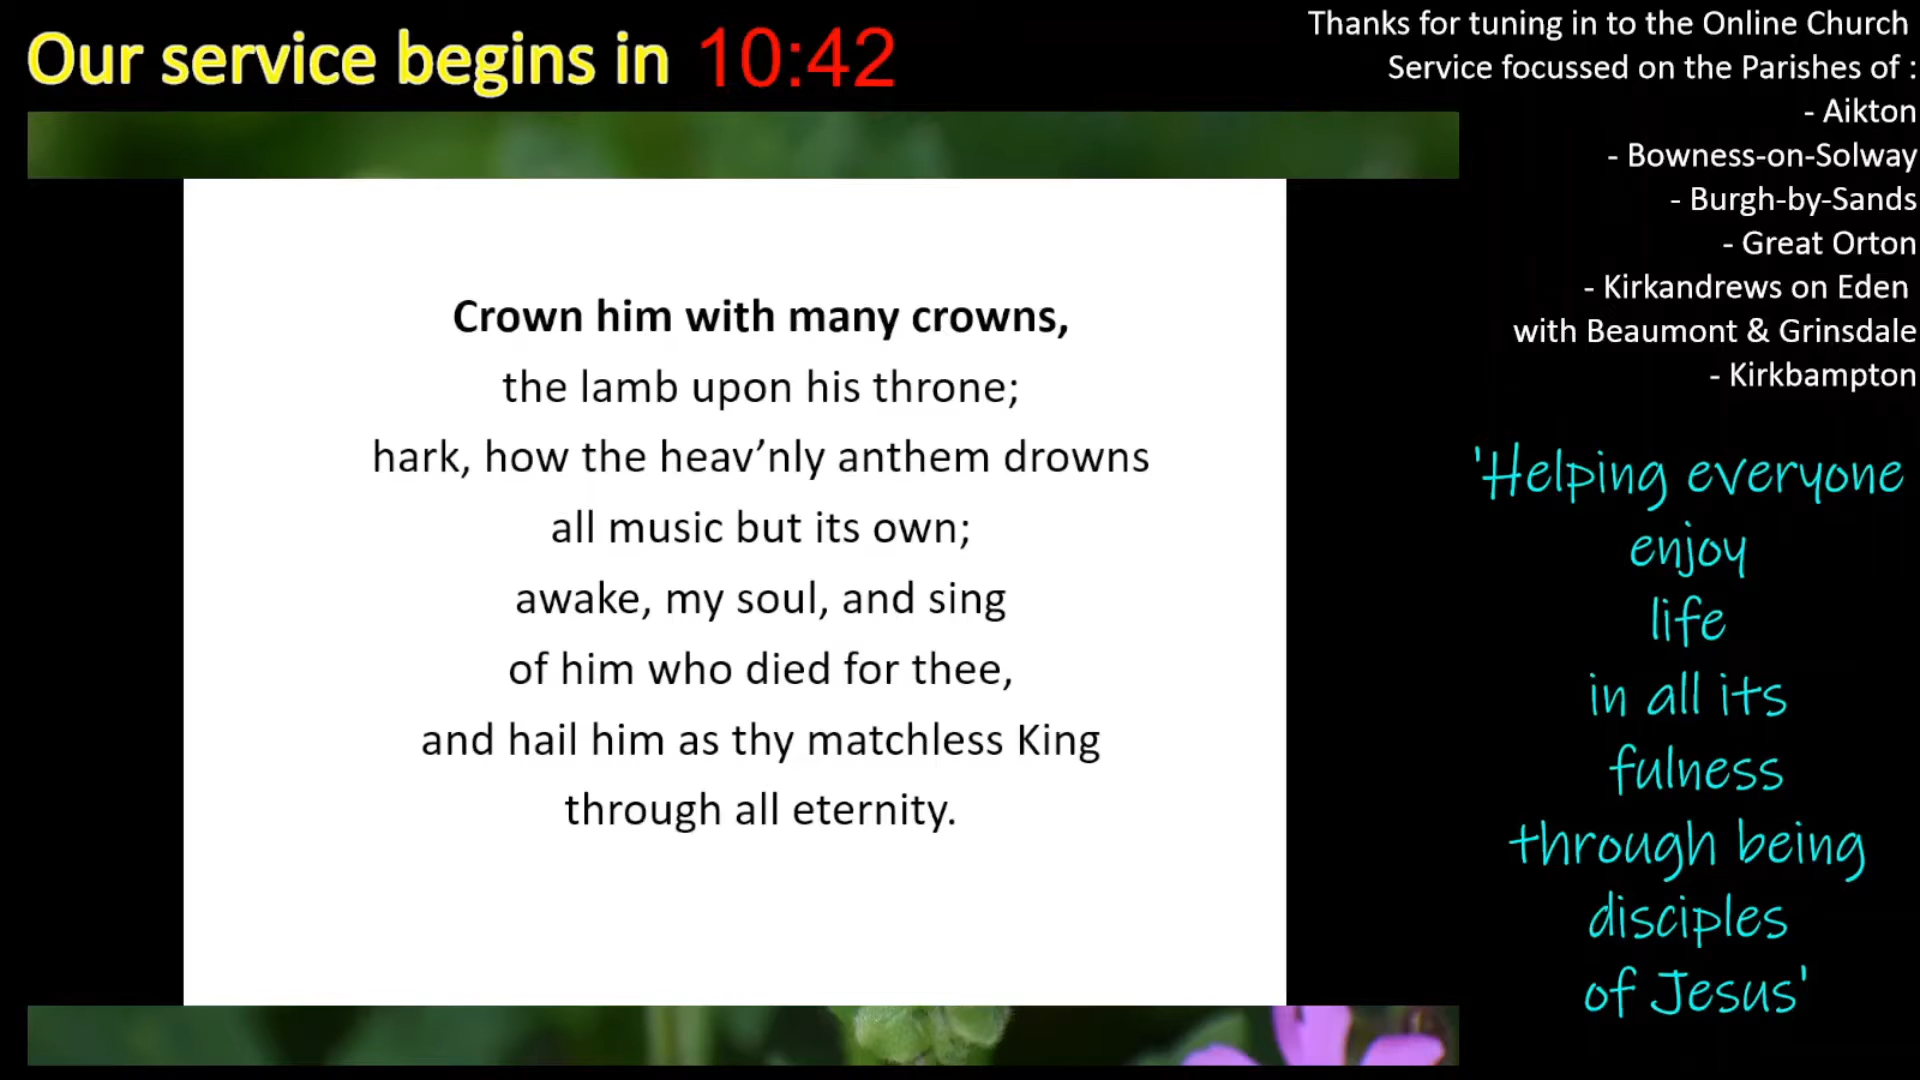 Our service begins in 10:42
Thanks for tuning in to the Online Church
Service focussed on the Parishes of :
- Aikton
- Bowness-on-Solway
- Burgh-by-Sands
- Great Orton
- Kirkandrews on Eden
with Beaumont & Grinsdale
- Kirkbampton
Crown him with many crowns,
the lamb upon his throne;
hark, how the heav’nly anthem drowns
all music but its own;
awake, my soul, and sing
of him who died for thee,
and hail him as thy matchless King
through all eternity.
'Helping everyone
enjoy
life
in all its
fulness
through being
disciples
of Jesus'